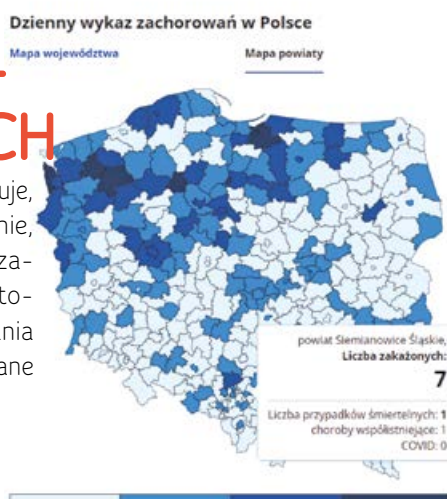 Dzienny wykaz zachorowań w Polsce
Mapa województwa
Mapa powiaty
CH
uje,
nie,
za-
to-
nia
ane
powiat Siemianowice Śląskie,
Liczba zakażonych:
7
Liczba przypadków śmiertelnych: 1
choroby współistniejące: 1
COVID: 0